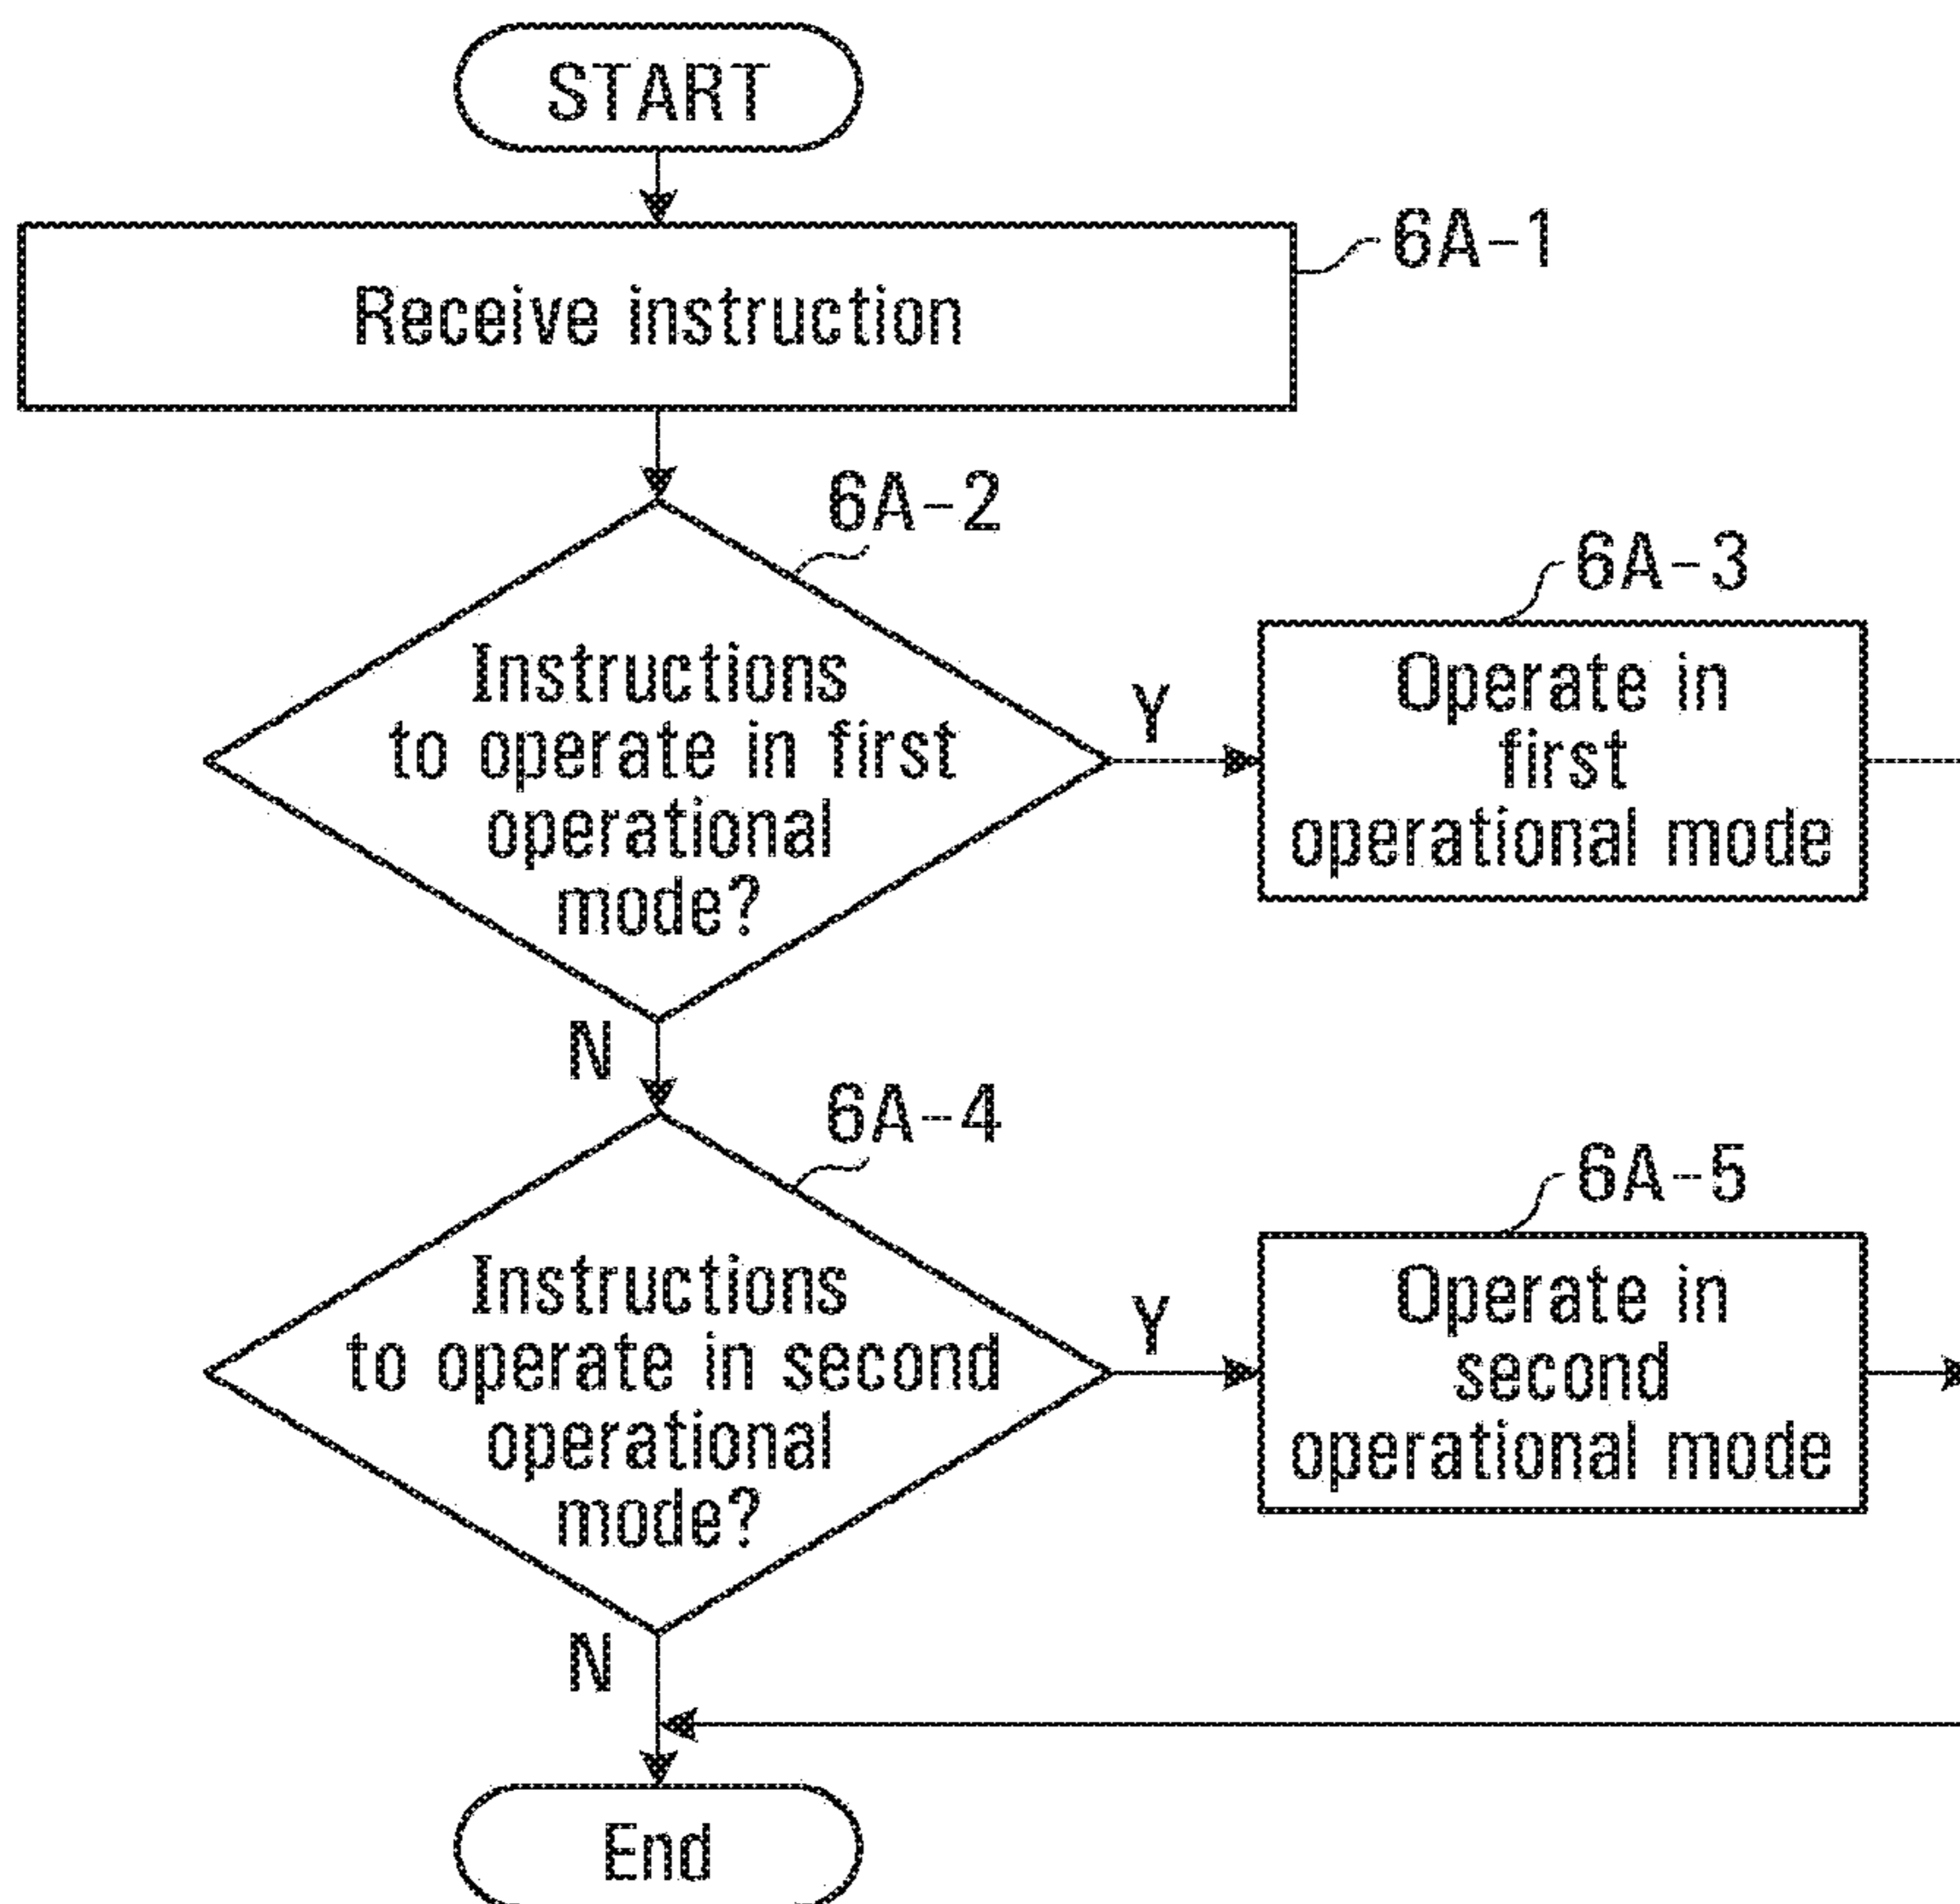 START
Receive instruction
6A-1
6A-2
Instructions
to operate in first
operational
mode?
Y
6A-3
Operate in
first
operational mode
N
6A-4
Instructions
to operate in second
operational
mode?
Y
6A-5
Operate in
second
operational mode
N
End